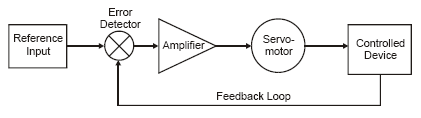 Error
Detector
Reference
Input
Amplifier
Servo-
motor
Controlled
Device
Feedback Loop